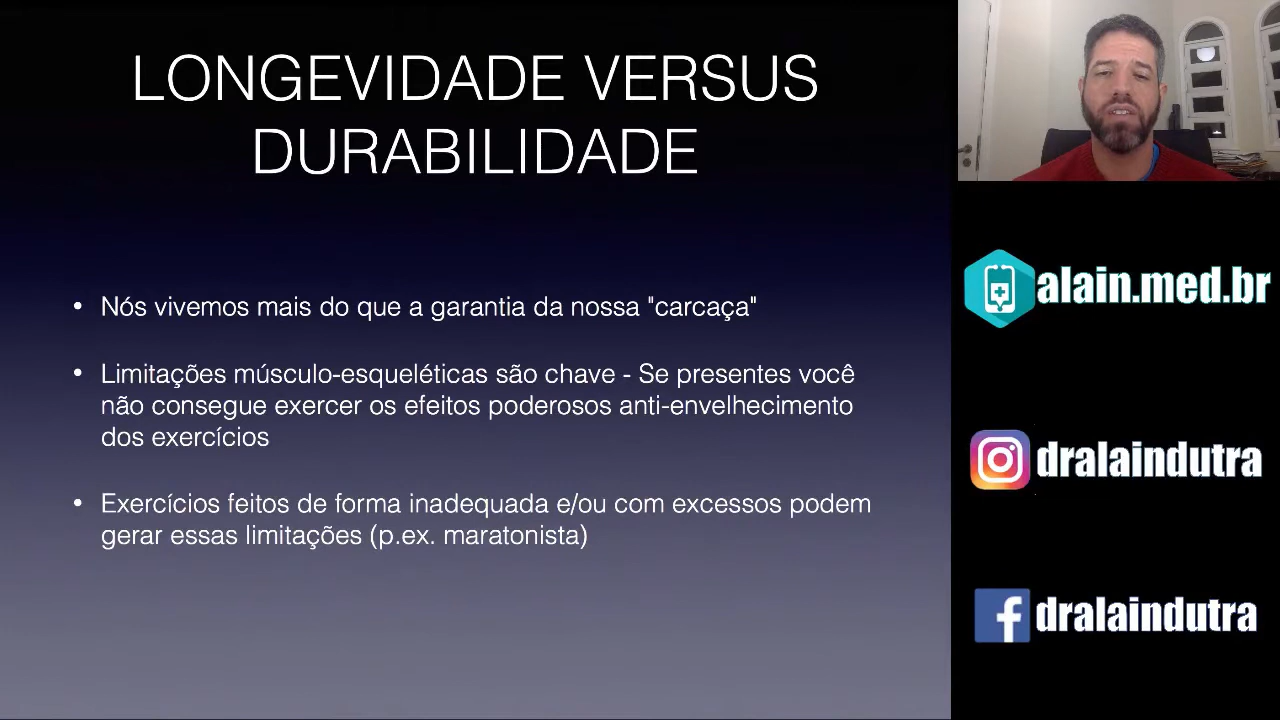 LONGEVIDADE VERSUS
DURABILIDADE
• Nós vivemos mais do que a garantia da nossa "carcaça"
• Limitações músculo-esqueléticas são chave - Se presentes você
não consegue exercer os efeitos poderosos anti-envelhecimento
dos exercícios
• Exercícios feitos de forma inadequada e/ou com excessos podem
gerar essas limitações (p.ex. maratonista)
alain.med.br
dralaindutra
dralaindutra